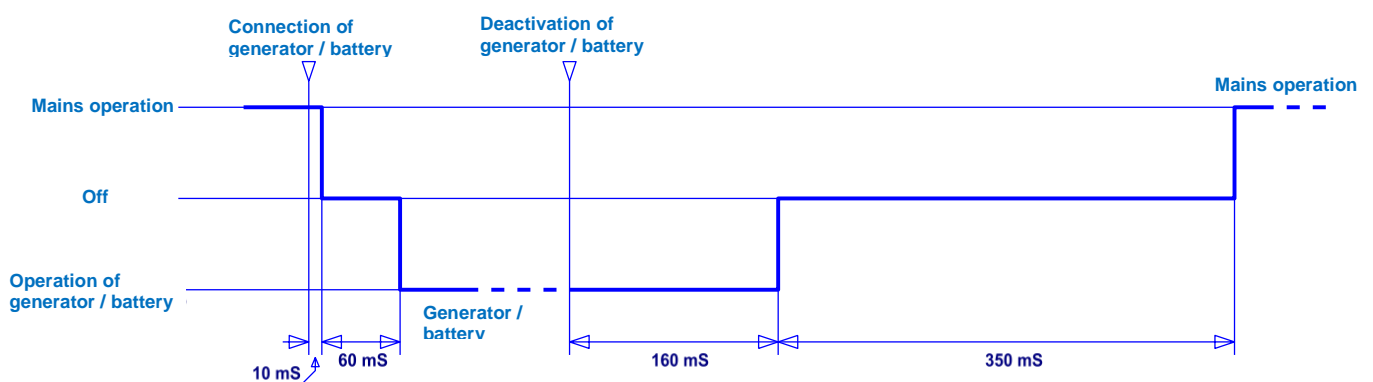 Connection of
generator / battery
Deactivation of
generator / battery
Mains operation
Mains operation
Off
Operation of
generator / battery
Generator /
battery
10 mS
60 mS
160 mS
350 mS